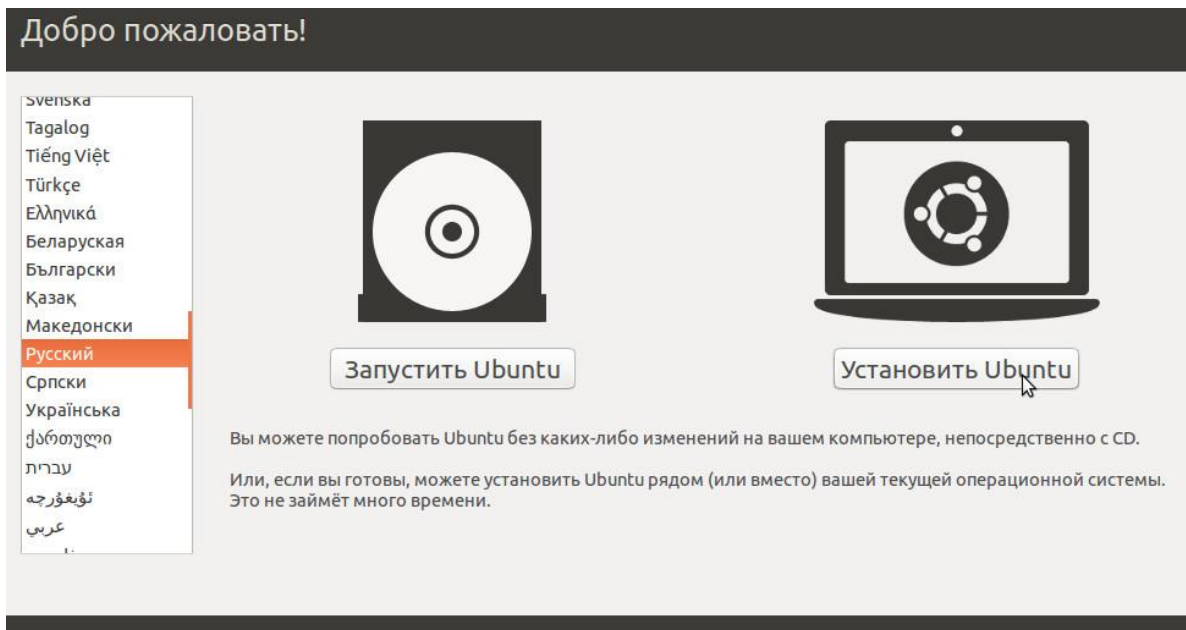 Добро пожаловать!
Svenska
Tagalog
Tiếng Việt
Türkçe
Ελληνικά
Беларуская
Български
Қазақ
Македонски
Русский
Српски
Українська
ქართული
עברית
ئۇيغۇرچە
عربي
Запустить Ubuntu
Установить Ubuntu
Вы можете попробовать Ubuntu без каких-либо изменений на вашем компьютере, непосредственно с CD.
Или, если вы готовы, можете установить Ubuntu рядом (или вместо) вашей текущей операционной системы.
Это не займёт много времени.